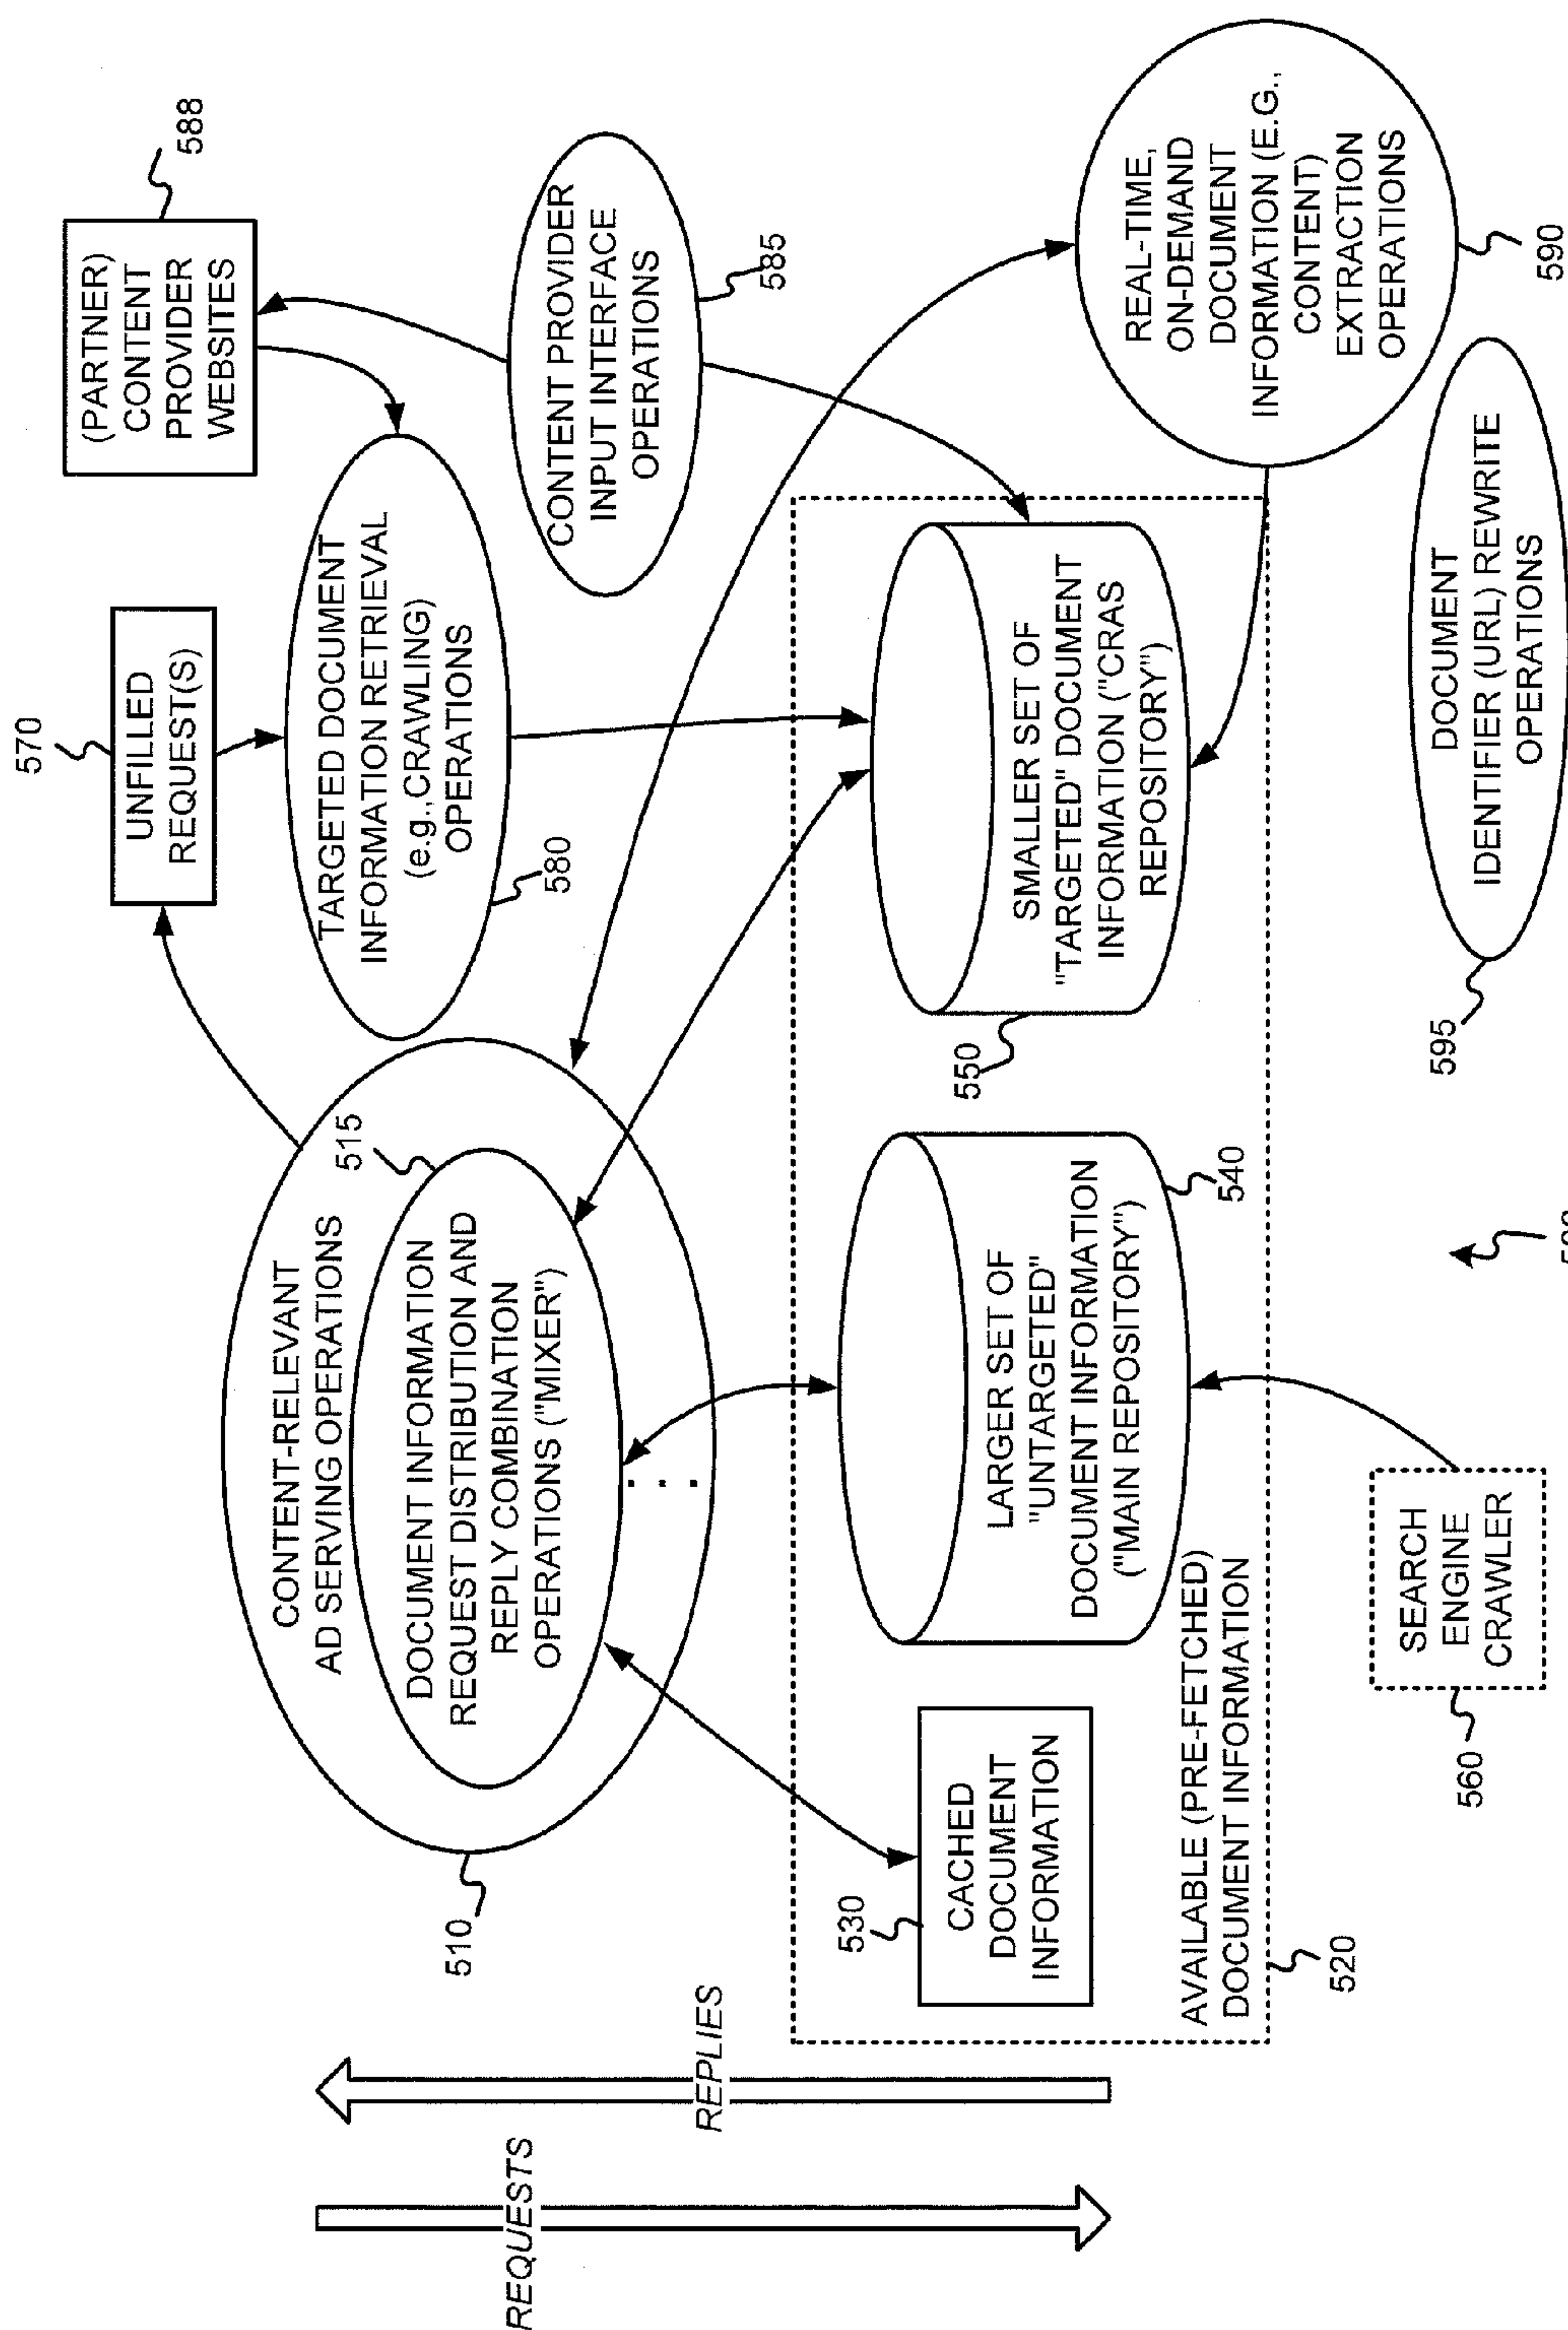 570
UNFILLED
REQUEST(S)
588
(PARTNER)
CONTENT
PROVIDER
WEBSITES
TARGETED DOCUMENT
INFORMATION RETRIEVAL
(e.g.,CRAWLING)
OPERATIONS
580
CONTENT PROVIDER
INPUT INTERFACE
OPERATIONS
585
CONTENT-RELEVANT
AD SERVING OPERATIONS
515
DOCUMENT INFORMATION
REQUEST DISTRIBUTION AND
REPLY COMBINATION
OPERATIONS ("MIXER")
. . .
510
REQUESTS
REPLIES
530
CACHED
DOCUMENT
INFORMATION
LARGER SET OF
"UNTARGETED"
DOCUMENT INFORMATION
("MAIN REPOSITORY")
540
550
SMALLER SET OF
"TARGETED" DOCUMENT
INFORMATION ("CRAS
REPOSITORY")
REAL-TIME,
ON-DEMAND
DOCUMENT
INFORMATION (E.G.,
CONTENT)
EXTRACTION
OPERATIONS
590
AVAILABLE (PRE-FETCHED)
DOCUMENT INFORMATION
520
560
SEARCH
ENGINE
CRAWLER
595
DOCUMENT
IDENTIFIER (URL) REWRITE
OPERATIONS